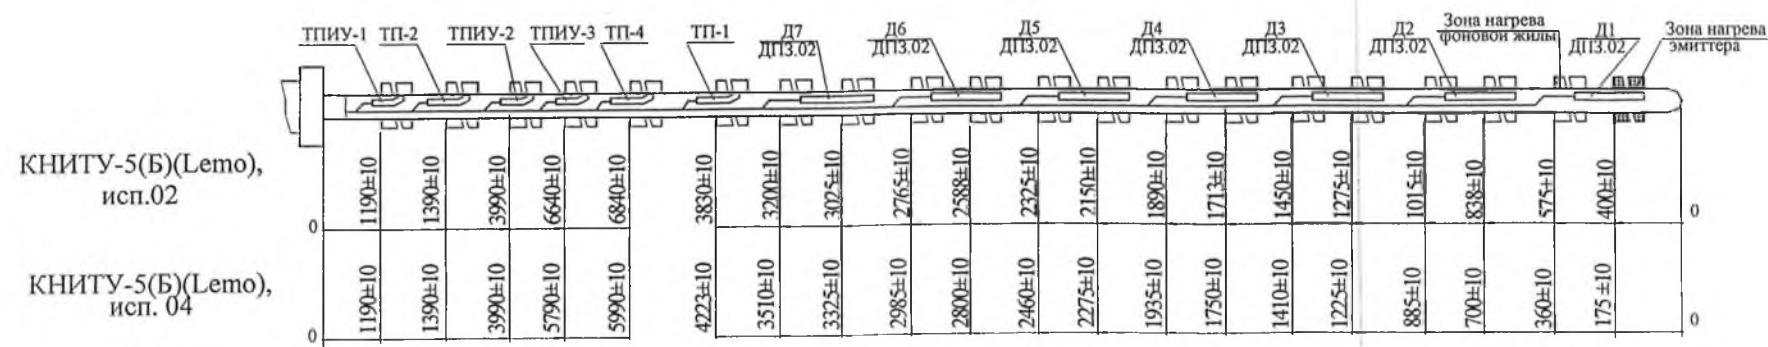 ТПИУ-1 ТП-2 ТПИУ-2 ТПИУ-3 ТП-4 ТП-1 Д7 Д6 Д5 Д4 Д3 Д2 Зона нагрева Д1 Зона нагрева
ДПЗ.02 ДПЗ.02 ДПЗ.02 ДПЗ.02 ДПЗ.02 ДПЗ.02 фоновой жилы ДПЗ.02 эмиттера
КНИТУ-5(Б)(Lemo),
исп.02
0 1190±10 1390±10 3990±10 6640±10 6840±10 3830±10 3200±10 3025±10 2765±10 2588±10 2325±10 2150±10 1890±10 1713±10 1450±10 1275±10 1015±10 838±10 575±10 400±10 0
КНИТУ-5(Б)(Lemo),
исп. 04
0 1190±10 1390±10 3990±10 5790±10 5990±10 4223±10 3510±10 3325±10 2985±10 2800±10 2460±10 2275±10 1935±10 1750±10 1410±10 1225±10 885±10 700±10 360±10 175±10 0